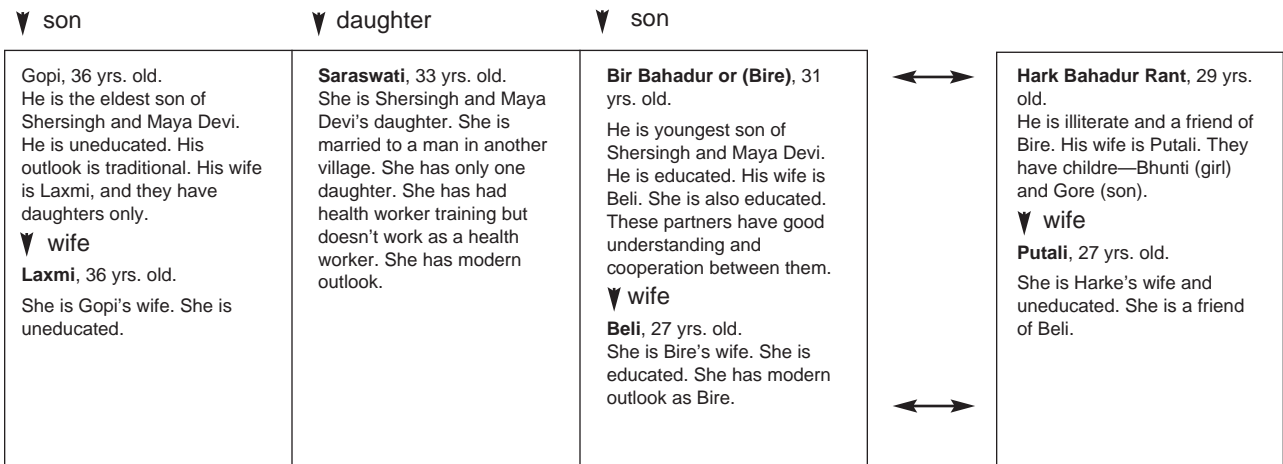 son
Gopi, 36 yrs. old.
He is the eldest son of
Shersingh and Maya Devi.
He is uneducated. His
outlook is traditional. His wife
is Laxmi, and they have
daughters only.
wife
Laxmi, 36 yrs. old.
She is Gopi's wife. She is
uneducated.
daughter
Saraswati, 33 yrs. old.
She is Shersingh and Maya
Devi's daughter. She is
married to a man in another
village. She has only one
daughter. She has had
health worker training but
doesn't work as a health
worker. She has modern
outlook.
son
Bir Bahadur or (Bire), 31
yrs. old.
He is youngest son of
Shersingh and Maya Devi.
He is educated. His wife is
Beli. She is also educated.
These partners have good
understanding and
cooperation between them.
wife
Beli, 27 yrs. old.
She is Bire's wife. She is
educated. She has modern
outlook as Bire.
Hark Bahadur Rant, 29 yrs.
old.
He is illiterate and a friend of
Bire. His wife is Putali. They
have childre—Bhunti (girl)
and Gore (son).
wife
Putali, 27 yrs. old.
She is Harke's wife and
uneducated. She is a friend
of Beli.